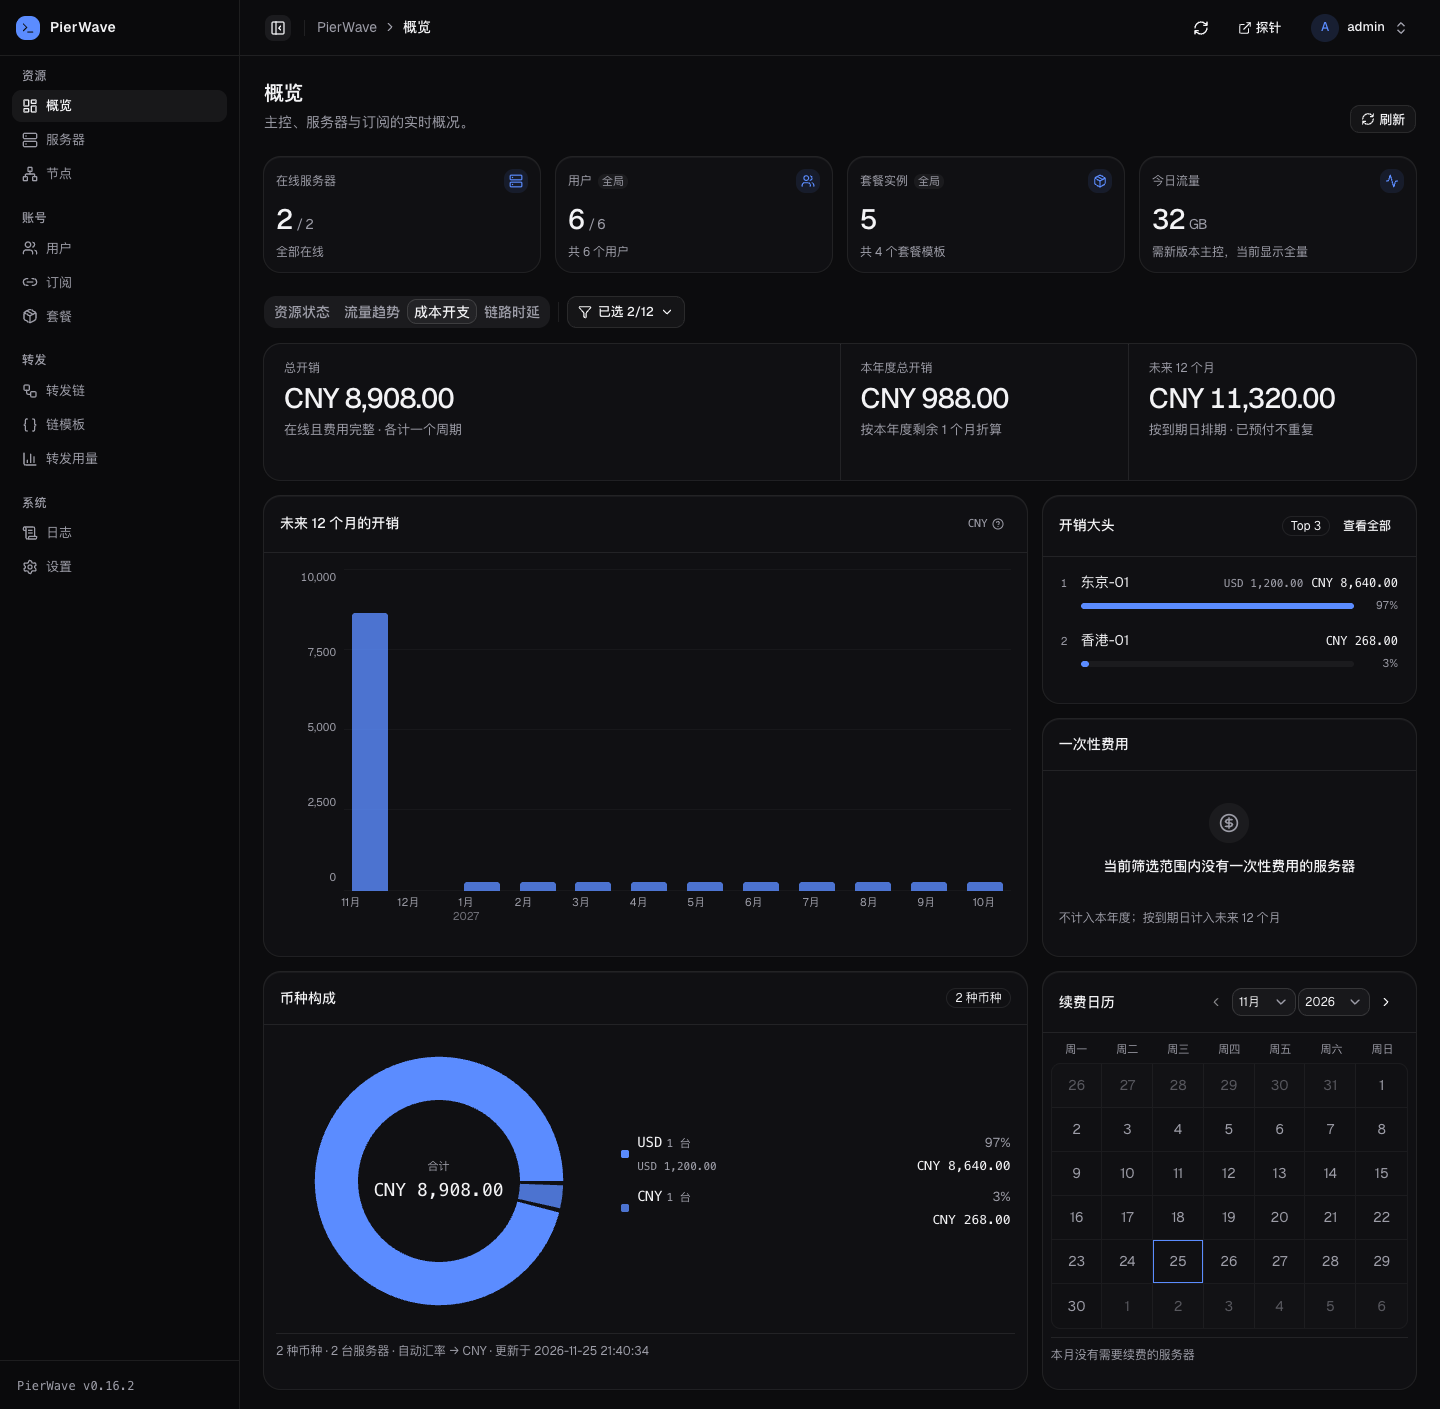 PierWave
资源
概览
服务器
节点
账号
用户
订阅
套餐
转发
转发链
链模板
转发用量
系统
日志
设置
PierWave v0.16.2
PierWave > 概览
探针
A admin
概览
主控、服务器与订阅的实时概况。
刷新
在线服务器
2 / 2
全部在线
用户 全局
6 / 6
共 6 个用户
套餐实例 全局
5
共 4 个套餐模板
今日流量
32 GB
需新版本主控，当前显示全量
资源状态 流量趋势 成本开支 链路时延 已选 2/12
总开销
CNY 8,908.00
在线且费用完整 · 各计一个周期
本年度总开销
CNY 988.00
按本年度剩余 1 个月折算
未来 12 个月
CNY 11,320.00
按到期日排期 · 已预付不重复
未来 12 个月的开销 CNY
10,000
7,500
5,000
2,500
0
11月 12月 1月 2月 3月 4月 5月 6月 7月 8月 9月 10月
2027
开销大头 Top 3 查看全部
1 东京-01 USD 1,200.00 CNY 8,640.00
97%
2 香港-01 CNY 268.00
3%
一次性费用
当前筛选范围内没有一次性费用的服务器
不计入本年度；按到期日计入未来 12 个月
币种构成 2 种币种
合计
CNY 8,908.00
USD 1 台 97%
USD 1,200.00 CNY 8,640.00
CNY 1 台 3%
CNY 268.00
2 种币种 · 2 台服务器 · 自动汇率 → CNY · 更新于 2026-11-25 21:40:34
续费日历 11月 2026
周一 周二 周三 周四 周五 周六 周日
26 27 28 29 30 31 1
2 3 4 5 6 7 8
9 10 11 12 13 14 15
16 17 18 19 20 21 22
23 24 25 26 27 28 29
30 1 2 3 4 5 6
本月没有需要续费的服务器